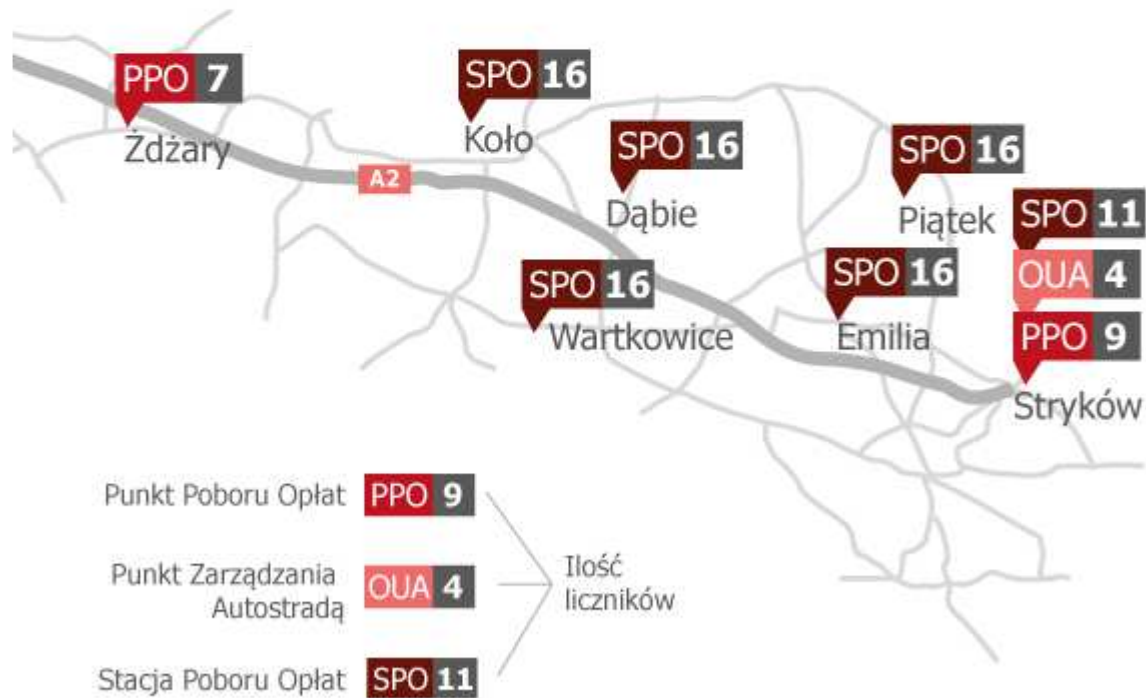 PPO 7
Żdżary
SPO 16
Koło
A2
SPO 16
Dąbie
SPO 16
Piątek
SPO 16
Wartkowice
SPO 16
Emilia
SPO 11
OUA 4
PPO 9
Stryków
Punkt Poboru Opłat PPO 9
Punkt Zarządzania
Autostradą OUA 4
Stacja Poboru Opłat SPO 11
Ilość
liczników